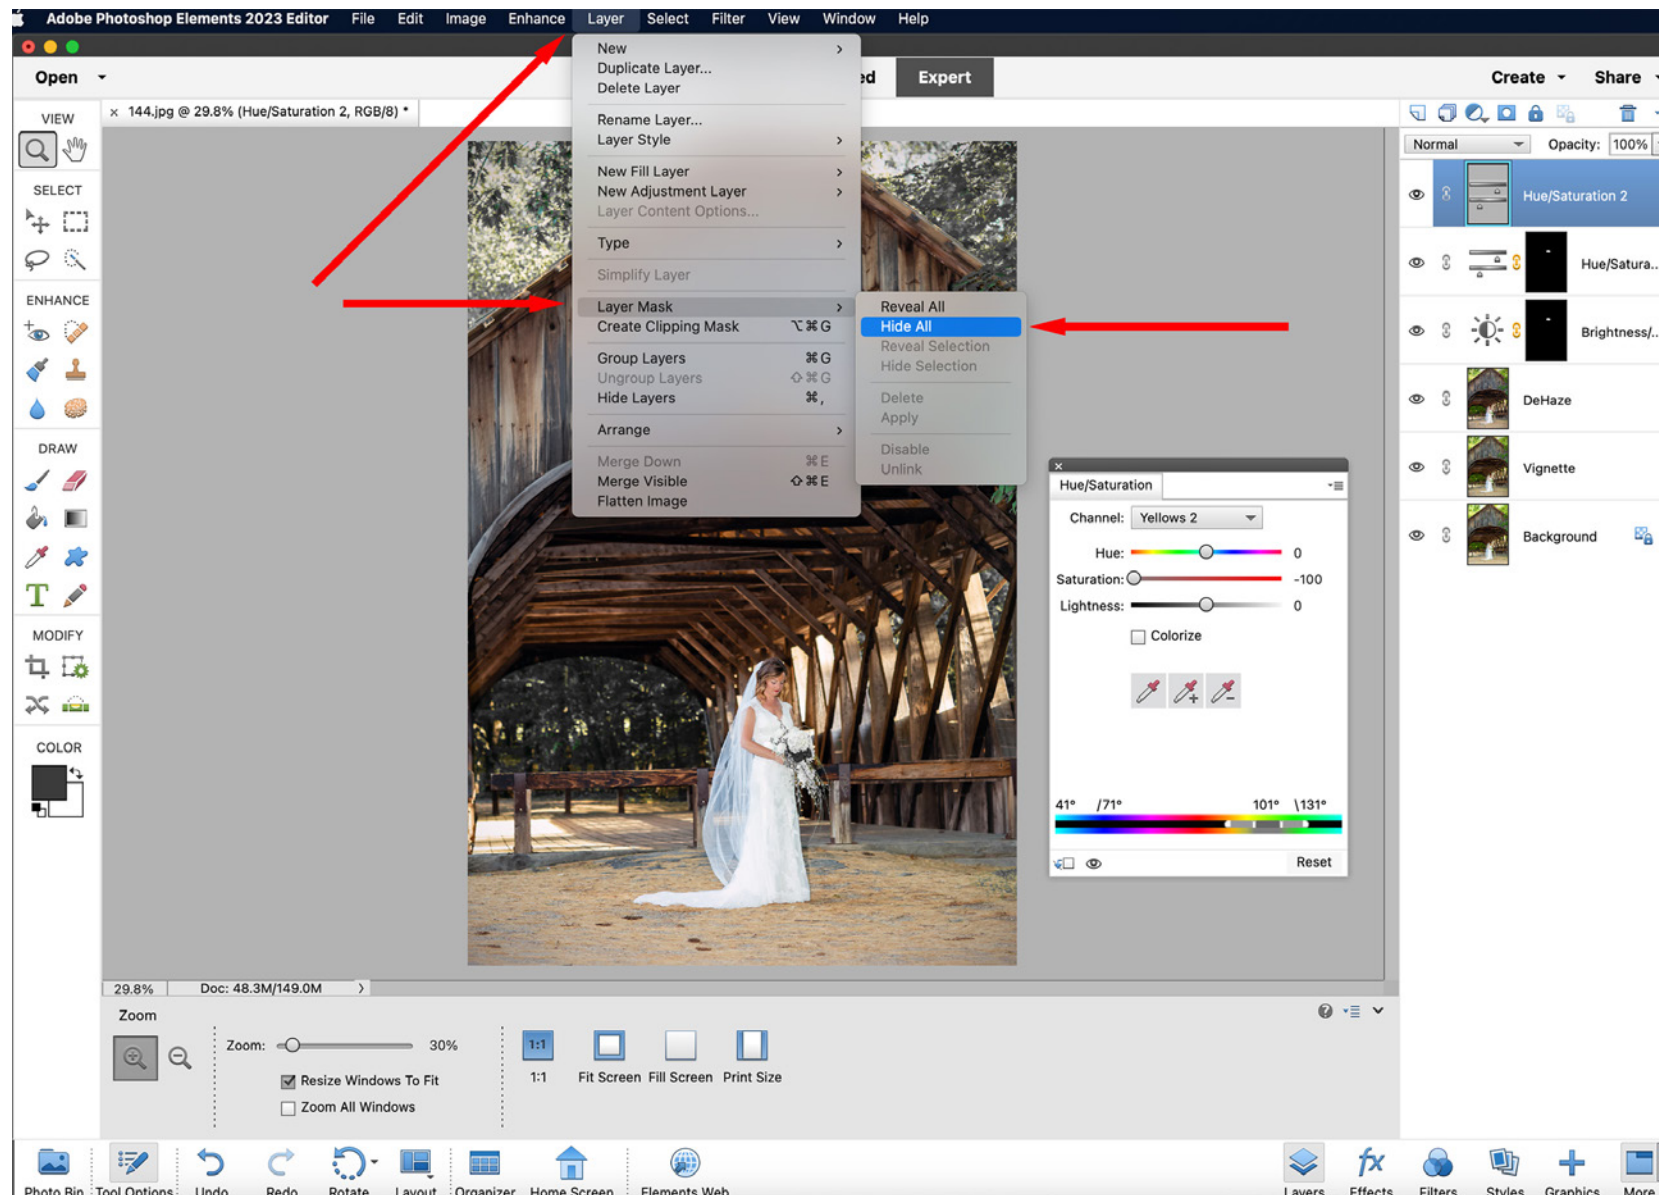 Adobe Photoshop Elements 2023 Editor File Edit Image Enhance Layer Select Filter View Window Help
Open
Expert
Create Share
144.jpg @ 29.8% (Hue/Saturation 2, RGB/8) *
New
Duplicate Layer...
Delete Layer
Rename Layer...
Layer Style
New Fill Layer
New Adjustment Layer
Layer Content Options...
Type
Simplify Layer
Layer Mask
Create Clipping Mask ⌥⌘G
Group Layers ⌘G
Ungroup Layers ⇧⌘G
Hide Layers ⌘,
Arrange
Merge Down ⌘E
Merge Visible ⇧⌘E
Flatten Image
Reveal All
Hide All
Reveal Selection
Hide Selection
Delete
Apply
Disable
Unlink
VIEW
SELECT
ENHANCE
DRAW
MODIFY
COLOR
Normal Opacity: 100%
Hue/Saturation 2
Hue/Satura...
Brightness/...
DeHaze
Vignette
Background
Hue/Saturation
Channel: Yellows 2
Hue: 0
Saturation: -100
Lightness: 0
Colorize
41° /71° 101° \131°
Reset
29.8% Doc: 48.3M/149.0M
Zoom
Zoom: 30%
Resize Windows To Fit
Zoom All Windows
1:1
1:1 Fit Screen Fill Screen Print Size
Photo Bin Tool Options Undo Redo Rotate Layout Organizer Home Screen Elements Web
fx
Layers Effects Filters Styles Graphics More